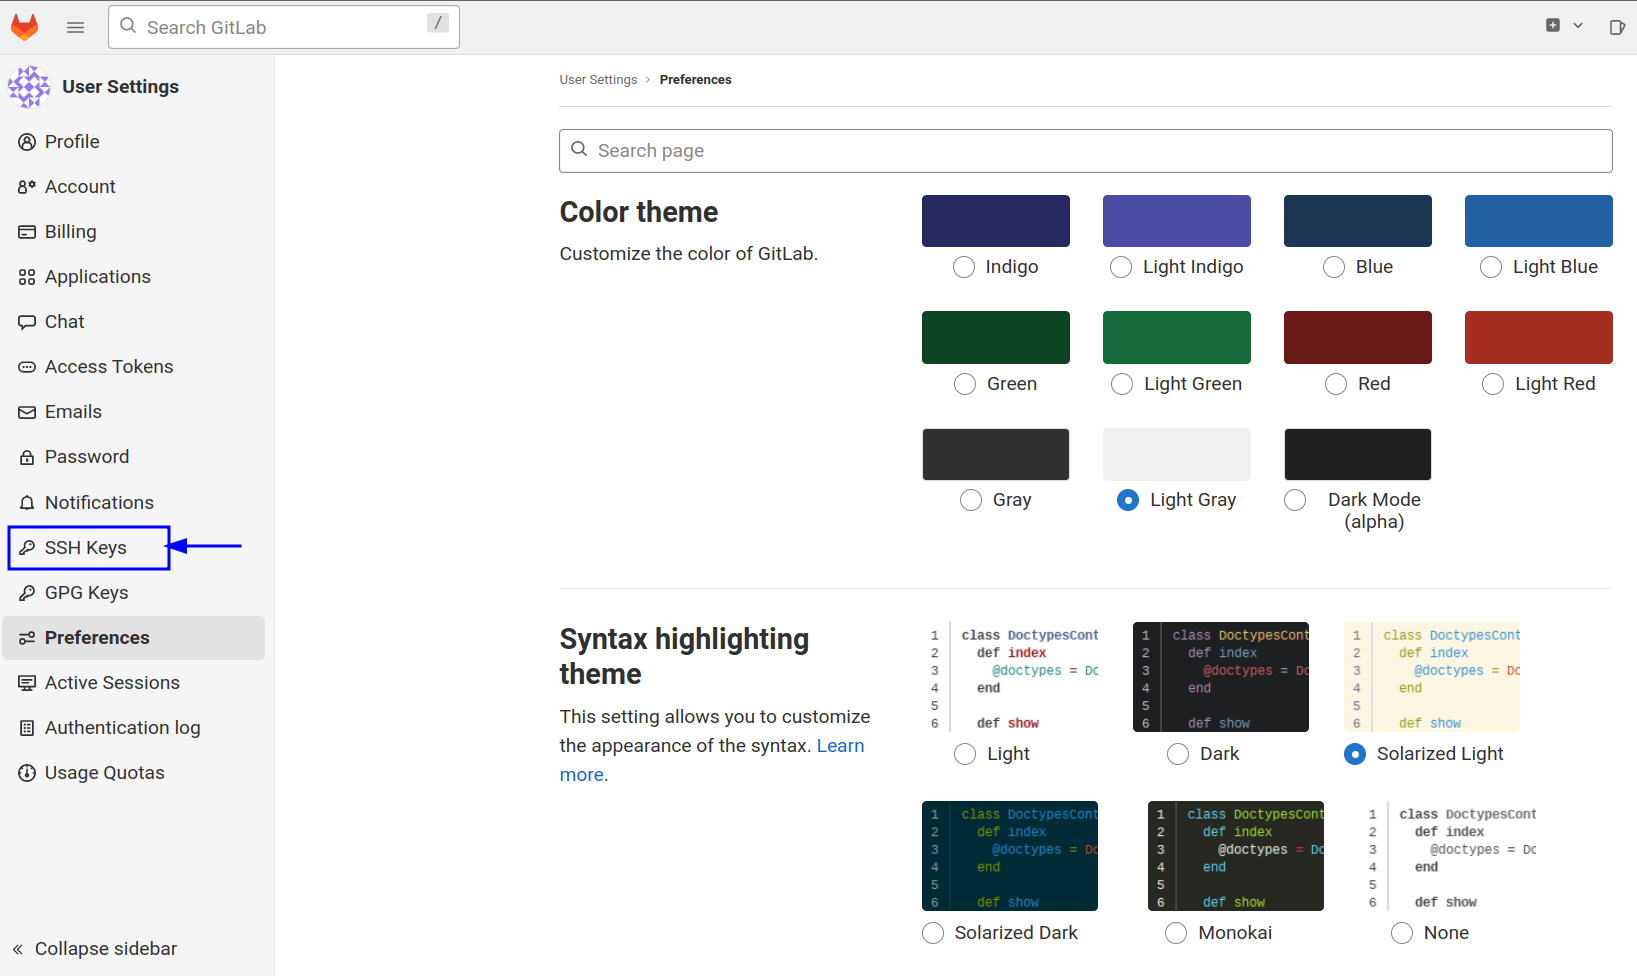 Search GitLab
/
User Settings
Profile
Account
Billing
Applications
Chat
Access Tokens
Emails
Password
Notifications
SSH Keys
GPG Keys
Preferences
Active Sessions
Authentication log
Usage Quotas
« Collapse sidebar
User Settings > Preferences
Search page
Color theme
Customize the color of GitLab.
Indigo
Light Indigo
Blue
Light Blue
Green
Light Green
Red
Light Red
Gray
Light Gray
Dark Mode
(alpha)
Syntax highlighting
theme
This setting allows you to customize
the appearance of the syntax. Learn
more.
1 class DoctypesCont
2 def index
3 @doctypes = Do
4 end
5
6 def show
Light
1 class DoctypesCont
2 def index
3 @doctypes = Do
4 end
5
6 def show
Dark
1 class DoctypesCont
2 def index
3 @doctypes = Do
4 end
5
6 def show
Solarized Light
1 class DoctypesCont
2 def index
3 @doctypes = Do
4 end
5
6 def show
Solarized Dark
1 class DoctypesCont
2 def index
3 @doctypes = Do
4 end
5
6 def show
Monokai
1 class DoctypesCont
2 def index
3 @doctypes = Do
4 end
5
6 def show
None